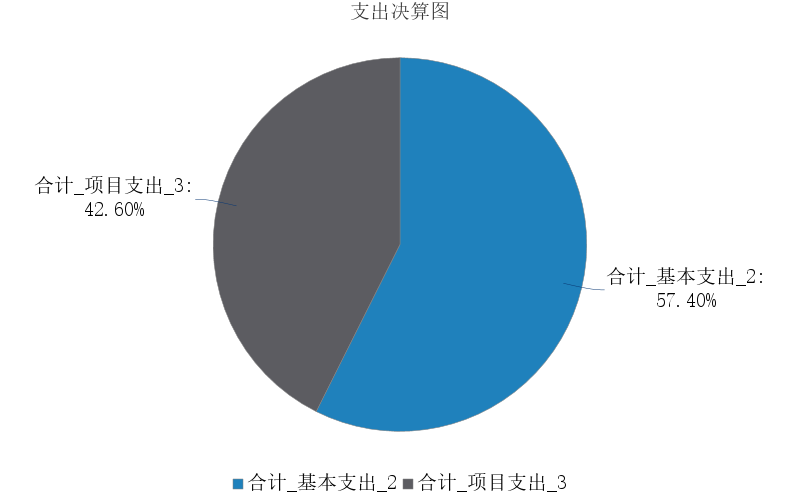 支出决算图
合计_项目支出_3:
42.60%
合计_基本支出_2:
57.40%
合计_基本支出_2 合计_项目支出_3